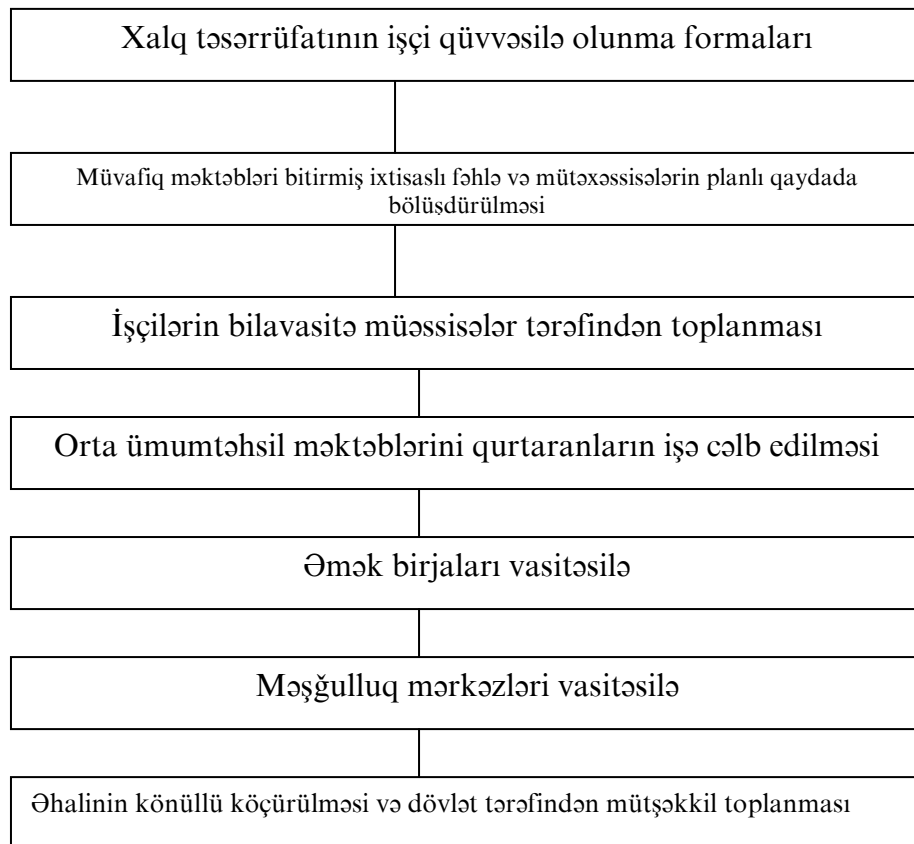 Xalq təsərrüfatının işçi qüvvəsilə olunma formaları
Müvafiq məktəbləri bitirmiş ixtisaslı fəhlə və mütəxəssisələrin planlı qaydada
bölüşdürülməsi
İşçilərin bilavasitə müəssisələr tərəfindən toplanması
Orta ümumtəhsil məktəblərini qurtaranların işə cəlb edilməsi
Əmək birjaları vasitəsilə
Məşğulluq mərkəzləri vasitəsilə
Əhalinin könüllü köçürülməsi və dövlət tərəfindən mütşəkkil toplanması